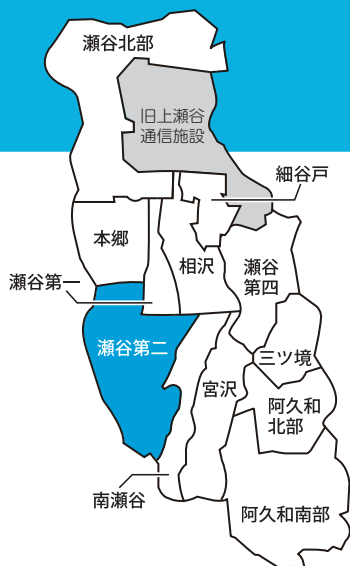 瀬谷北部
旧上瀬谷
通信施設
細谷戸
本郷
相沢
瀬谷
第四
瀬谷第一
瀬谷第二
三ツ境
宮沢
阿久和
北部
南瀬谷
阿久和南部